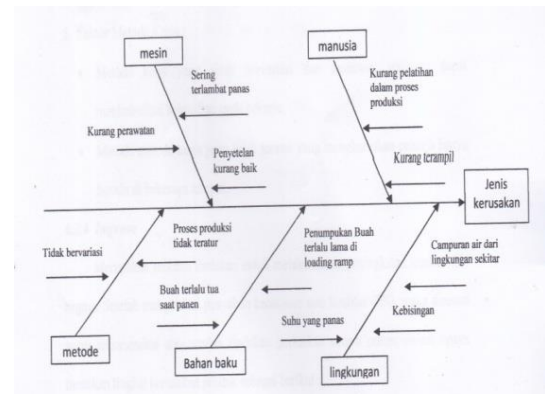 mesin
manusia
Sering
terlambat panas
Kurang pelatihan
dalam proses
produksi
Kurang perawatan
Penyetelan
kurang baik
Kurang terampil
Jenis
kerusakan
Proses produksi
tidak teratur
Tidak bervariasi
Penumpukan Buah
terlalu lama di
loading ramp
Campuran air dari
lingkungan sekitar
Buah terlalu tua
saat panen
Suhu yang panas
Kebisingan
metode
Bahan baku
lingkungan